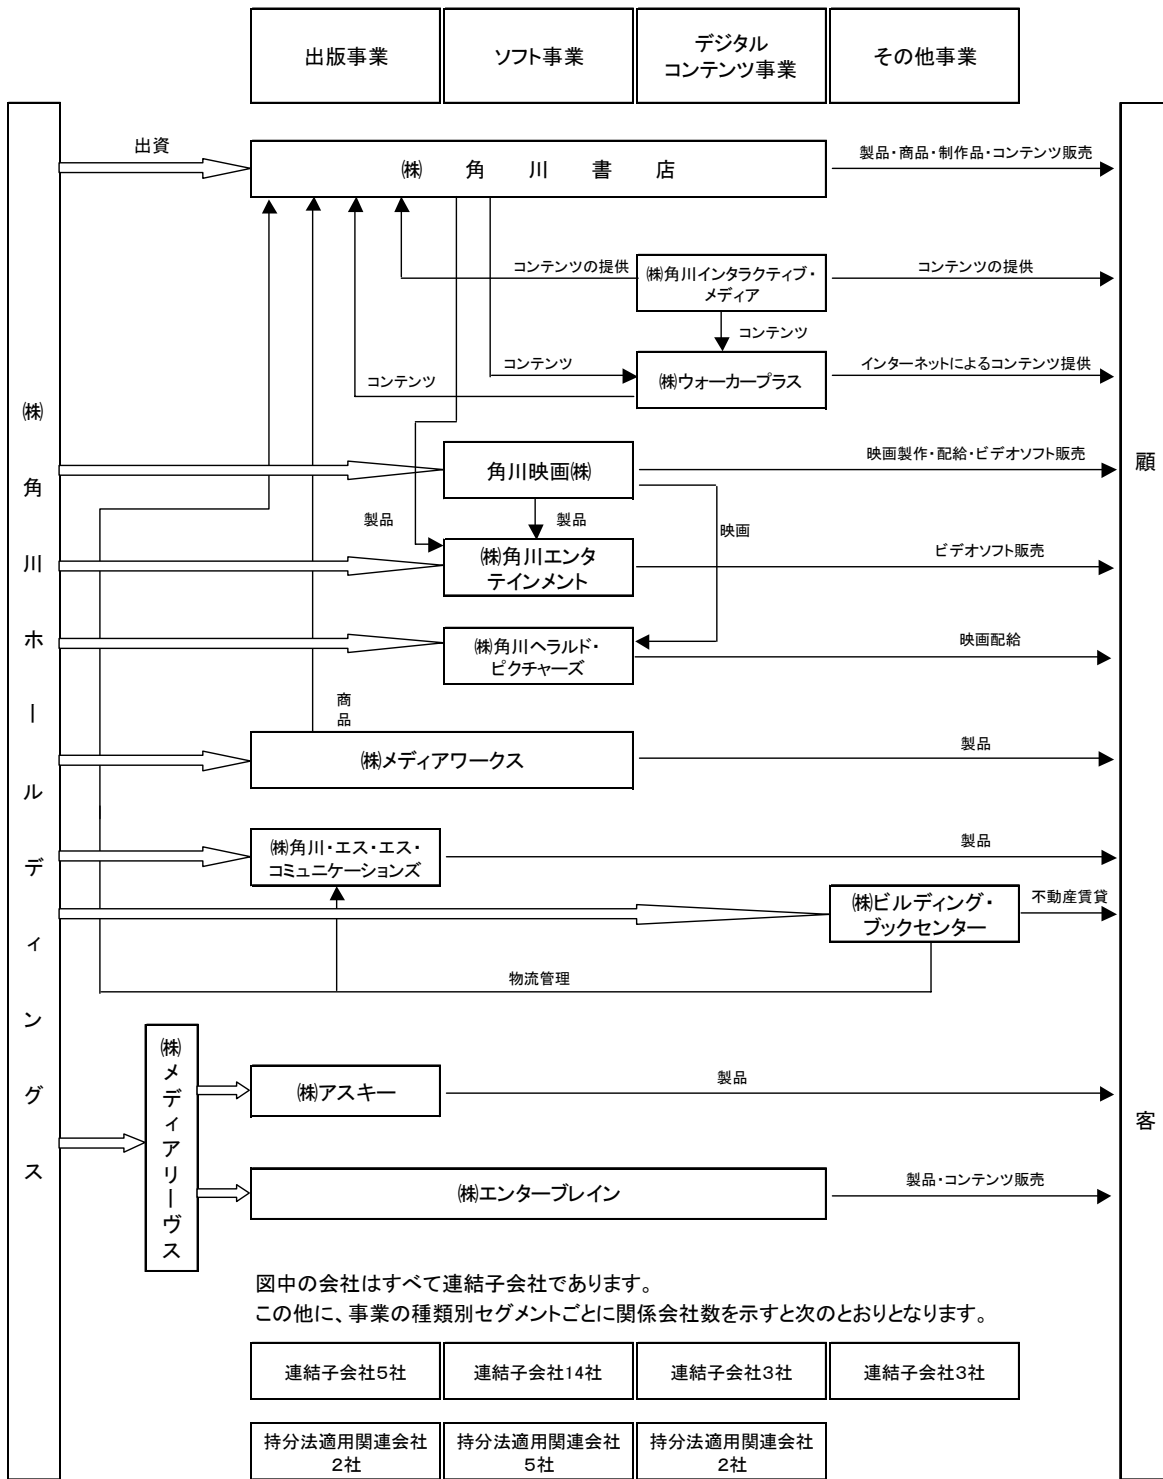 出版事業
ソフト事業
デジタル
コンテンツ事業
その他事業
㈱角川ホールディングス
出資
㈱角川書店
製品・商品・制作品・コンテンツ販売
コンテンツの提供
㈱角川インタラクティブ・
メディア
コンテンツの提供
コンテンツ
コンテンツ
コンテンツ
㈱ウォーカープラス
インターネットによるコンテンツ提供
角川映画㈱
映画製作・配給・ビデオソフト販売
顧客
製品
製品
映画
㈱角川エンタ
テインメント
ビデオソフト販売
㈱角川ヘラルド・
ピクチャーズ
映画配給
商
品
㈱メディアワークス
製品
㈱角川・エス・エス・
コミュニケーションズ
製品
㈱ビルディング・
ブックセンター
不動産賃貸
物流管理
㈱メディアリーヴス
㈱アスキー
製品
㈱エンターブレイン
製品・コンテンツ販売
図中の会社はすべて連結子会社であります。
この他に、事業の種類別セグメントごとに関係会社数を示すと次のとおりとなります。
連結子会社5社
連結子会社14社
連結子会社3社
連結子会社3社
持分法適用関連会社
2社
持分法適用関連会社
5社
持分法適用関連会社
2社